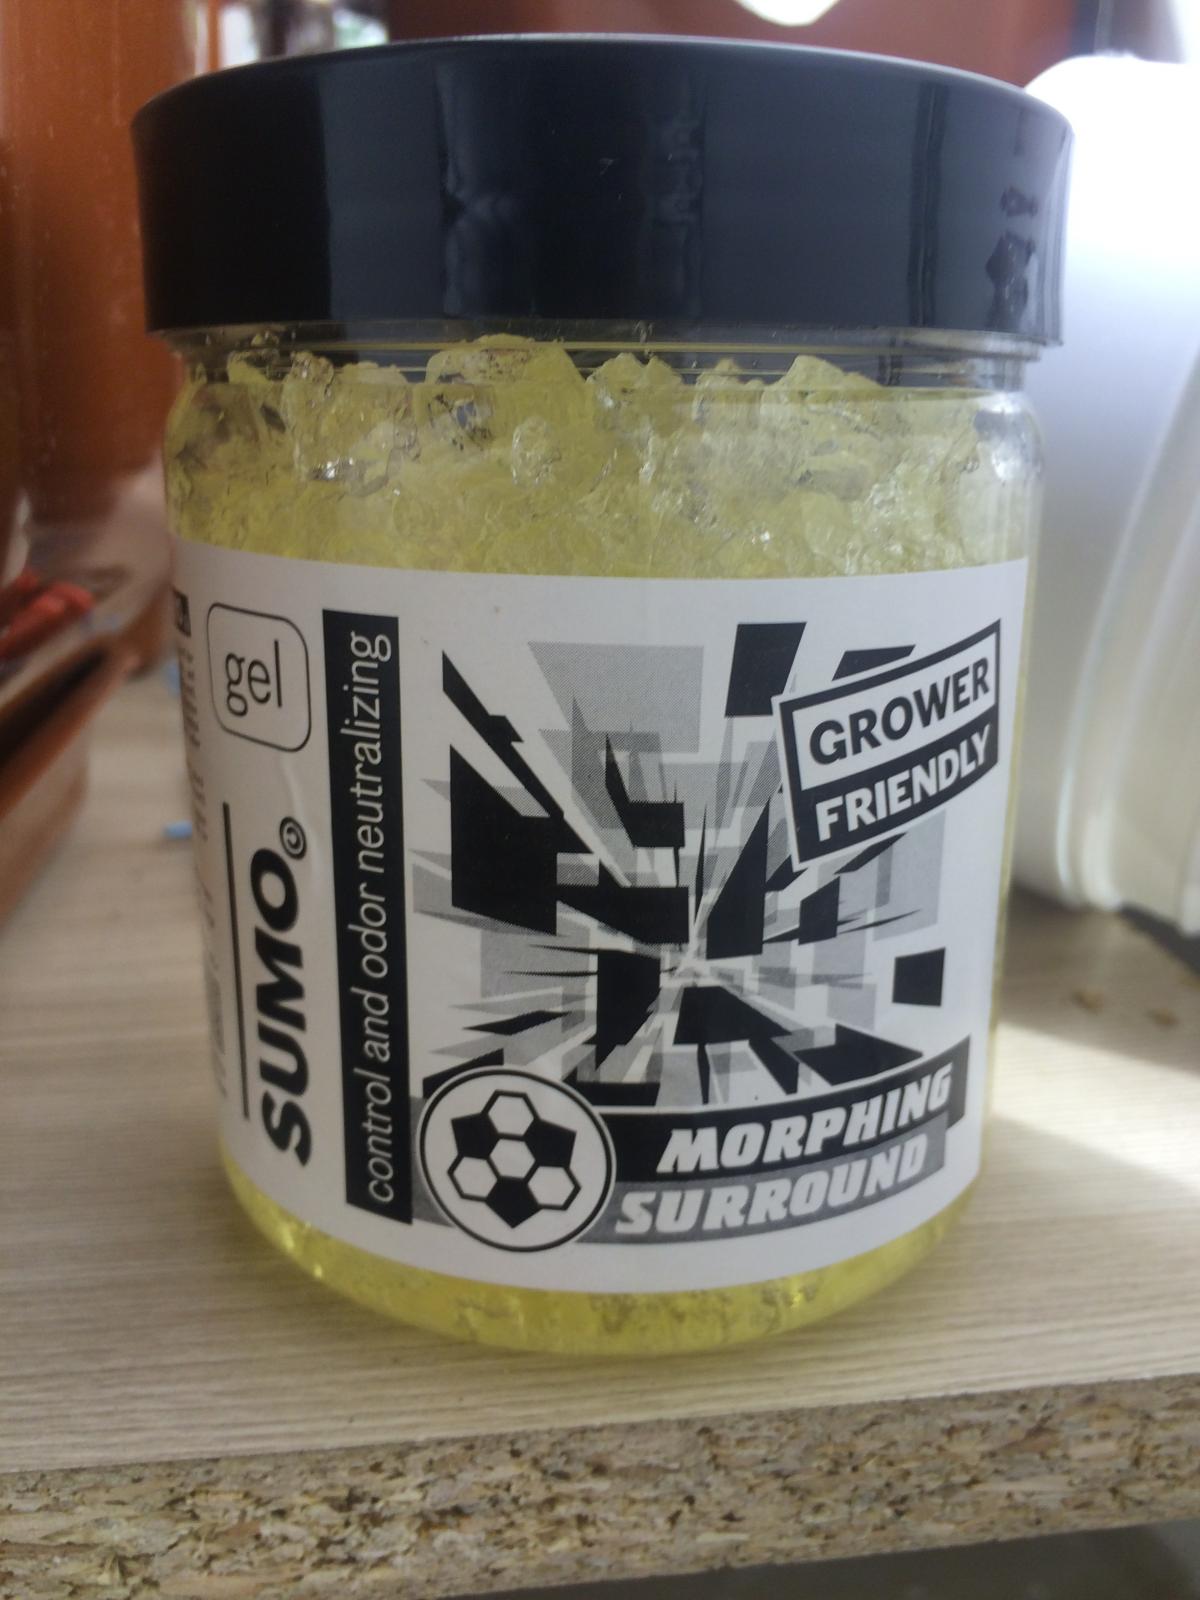 gel
SUMO©
control and odor neutralizing
GROWER
FRIENDLY
MORPHING
SURROUND